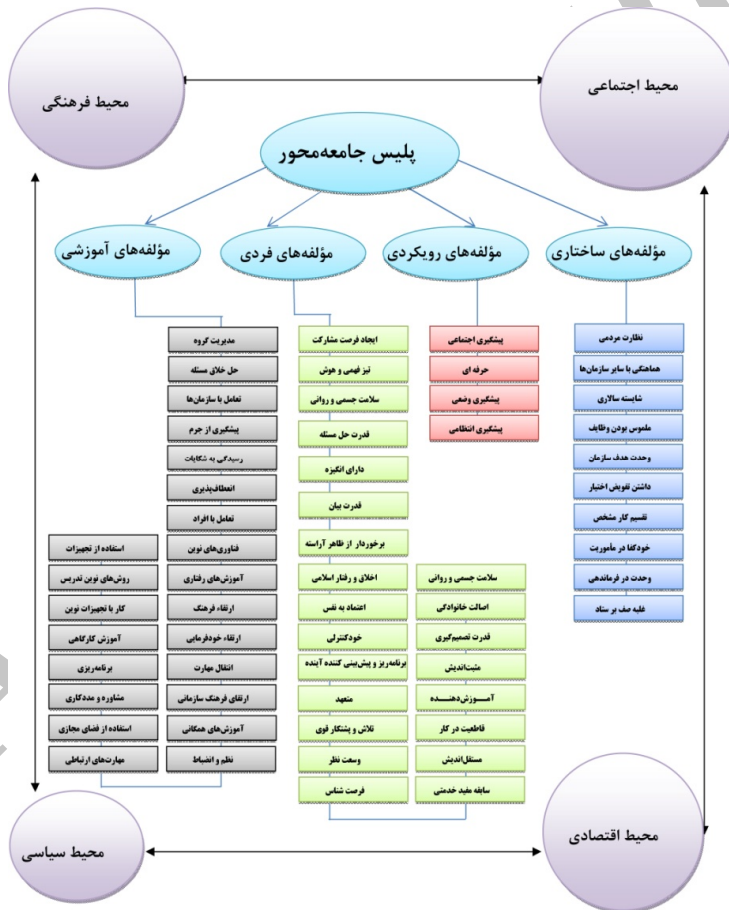 محیط اجتماعی
محیط فرهنگی
پلیس جامعه‌محور
مؤلفه‌های ساختاری
مؤلفه‌های رویکردی
مؤلفه‌های فردی
مؤلفه‌های آموزشی
نظارت مردمی
هماهنگی با سایر سازمان‌ها
شایسته سالاری
ملموس بودن وظایف
وحدت هدف سازمان
داشتن تفویض اختیار
تقسیم کار مشخص
خودکفا در مأموریت
وحدت در فرماندهی
غلبه صف بر ستاد
پیشگیری اجتماعی
حرفه ای
پیشگیری وضعی
پیشگیری انتظامی
ایجاد فرصت مشارکت
تیز فهمی و هوش
سلامت جسمی و روانی
قدرت حل مسئله
دارای انگیزه
قدرت بیان
برخوردار از ظاهر آراسته
اخلاق و رفتار اسلامی
اعتماد به نفس
خودکنترلی
برنامه‌ریز و پیش‌بینی کننده آینده
متعهد
تلاش و پشتکار قوی
وسعت نظر
فرصت شناس
سلامت جسمی و روانی
اصالت خانوادگی
قدرت تصمیم‌گیری
مثبت‌اندیش
آمـــوزش‌دهنـــــده
قاطعیت در کار
مستقل‌اندیش
سابقه مفید خدمتی
مدیریت گروه
حل خلاق مسئله
تعامل با سازمان‌ها
پیشگیری از جرم
رسیدگی به شکایات
انعطاف‌پذیری
تعامل با افراد
فناوری‌های نوین
آموزش‌های رفتاری
ارتقاء فرهنگ
ارتقاء خودفرمایی
انتقال مهارت
ارتقای فرهنگ سازمانی
آموزش‌های همگانی
نظم و انضباط
استفاده از تجهیزات
روش‌های نوین تدریس
کار با تجهیزات نوین
آموزش کارگاهی
برنامه‌ریزی
مشاوره و مددکاری
استفاده از فضای مجازی
مهارت‌های ارتباطی
محیط اقتصادی
محیط سیاسی